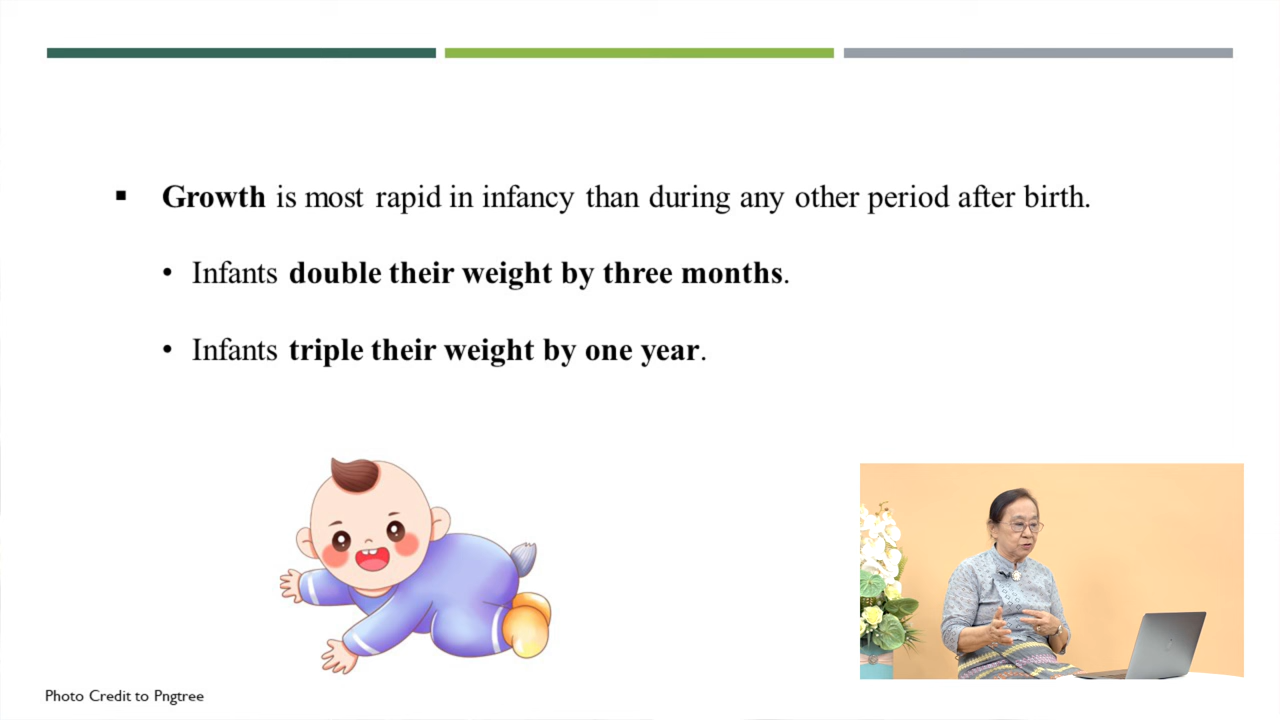 ▪ Growth is most rapid in infancy than during any other period after birth.
• Infants double their weight by three months.
• Infants triple their weight by one year.
Photo Credit to Pngtree